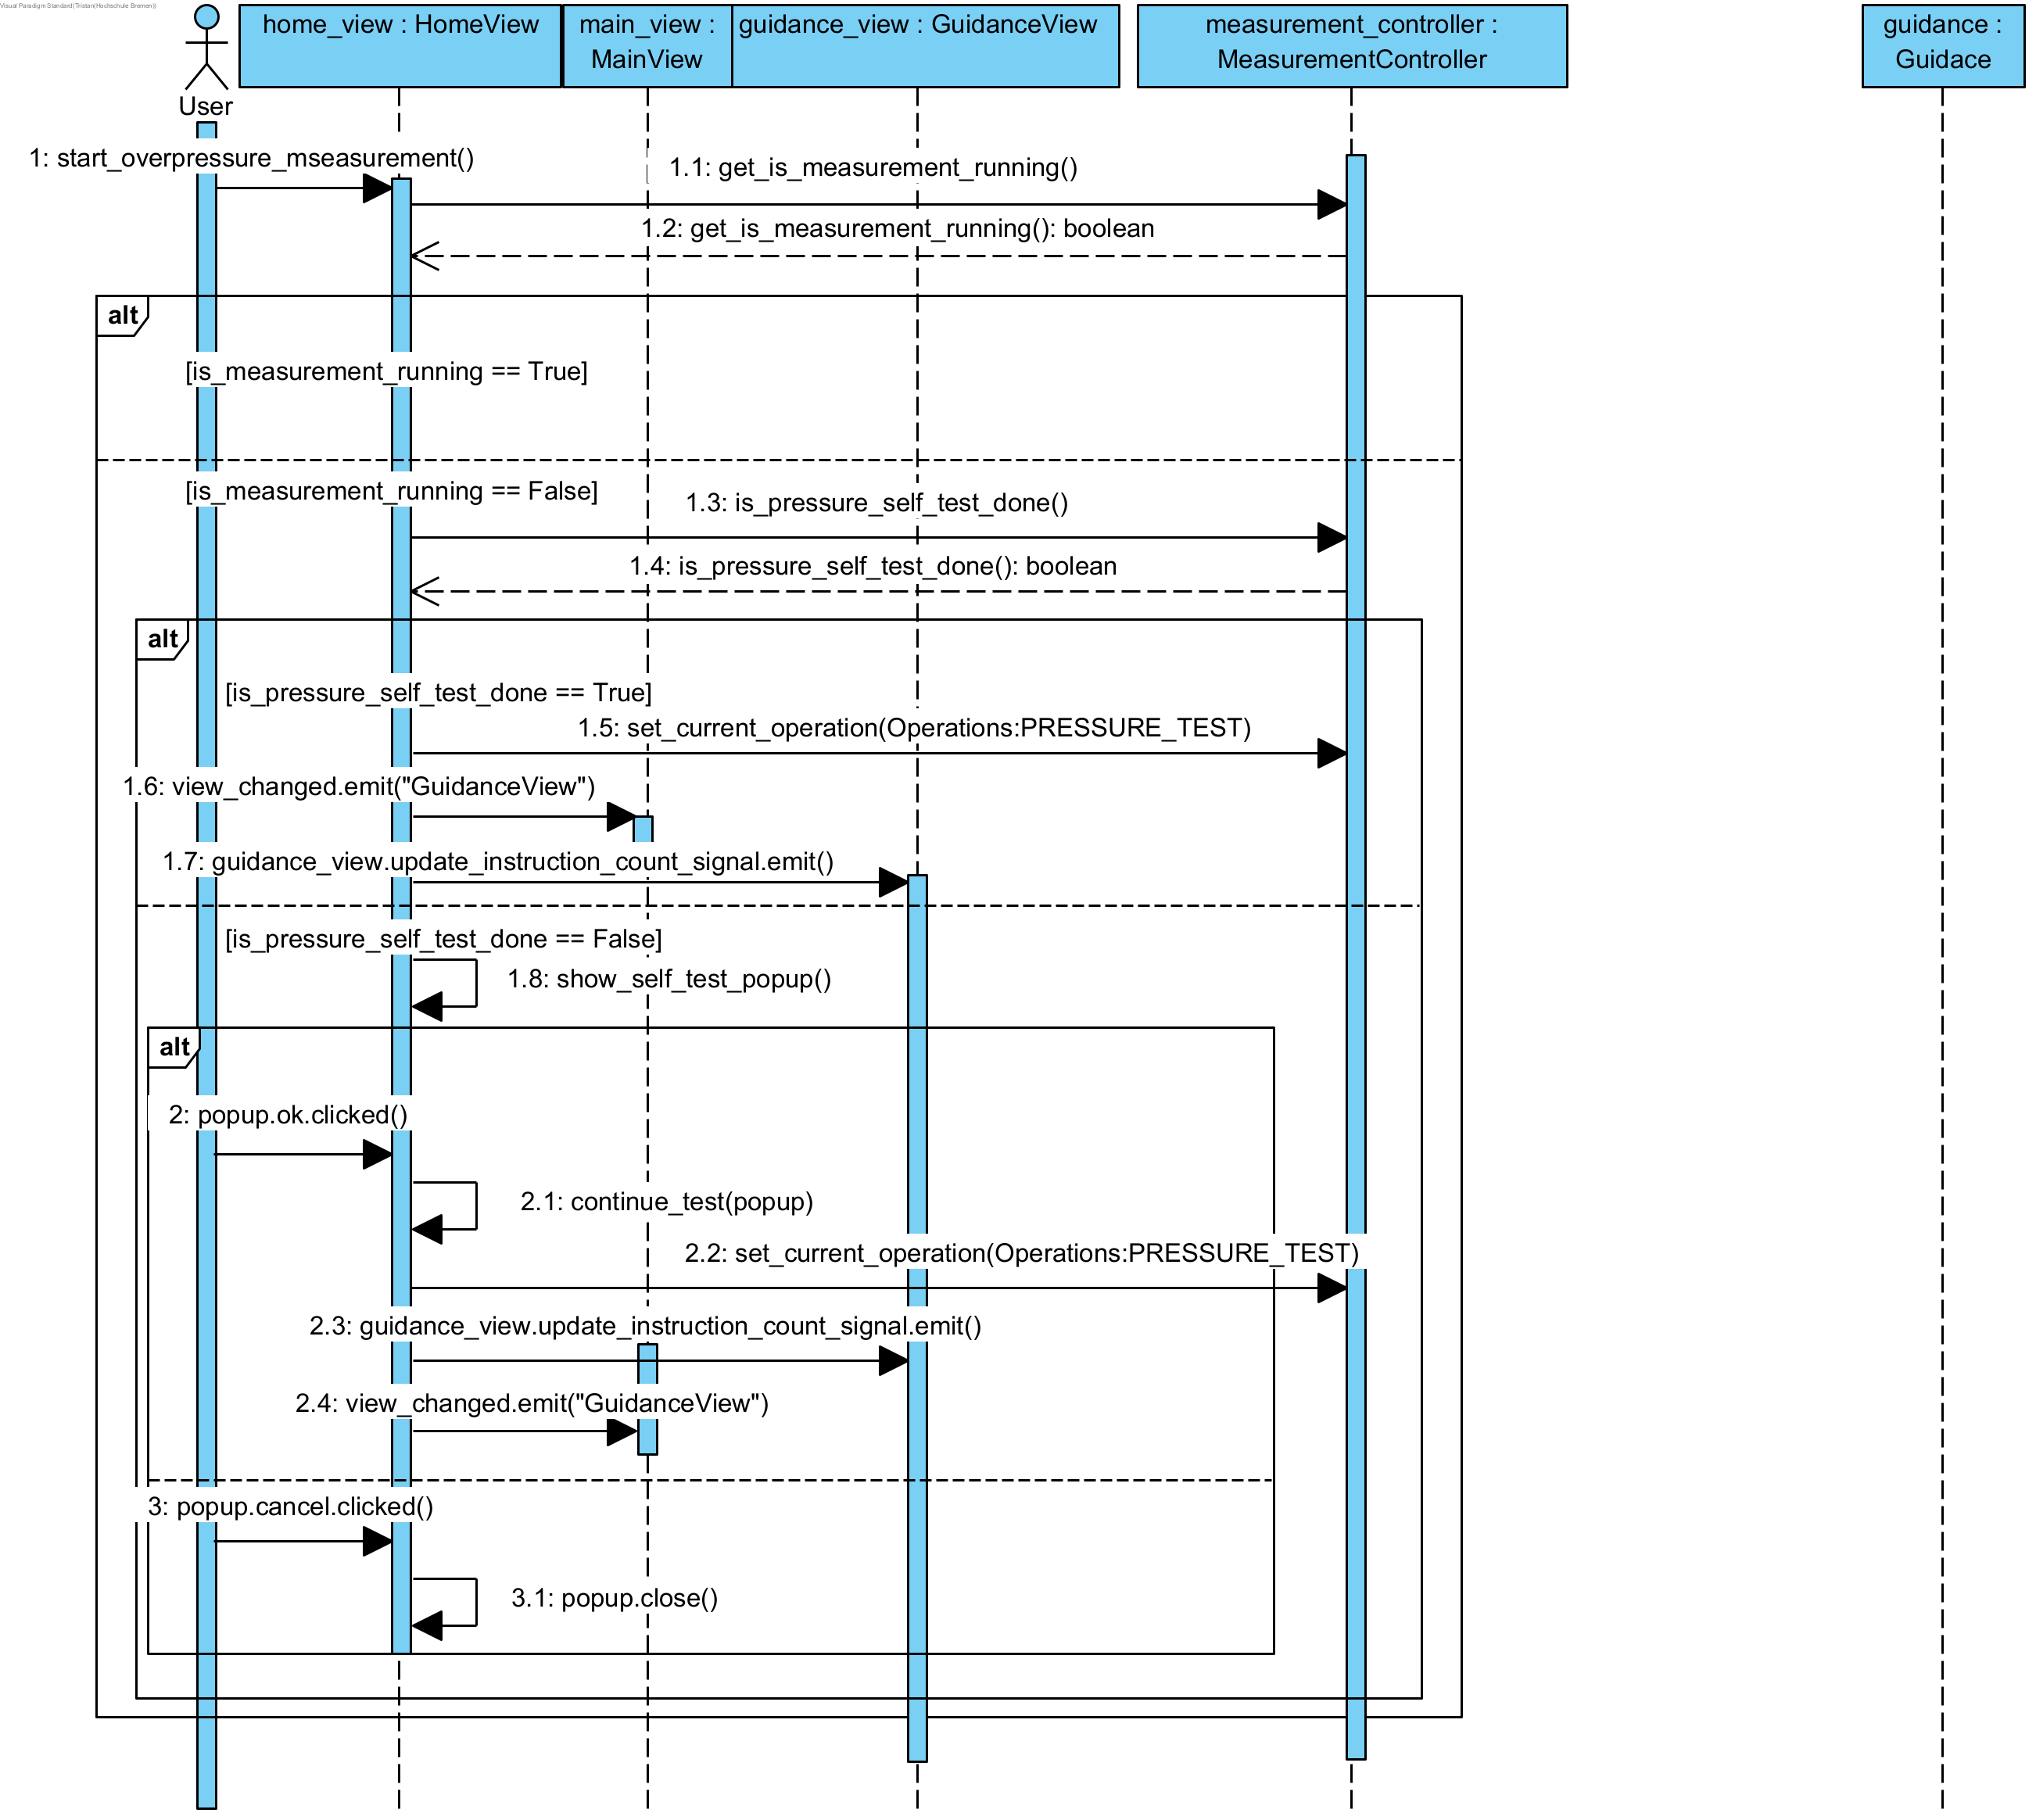 Visual Paradigm Standard(Tristan(Hochschule Bremen))
User
home_view : HomeView
main_view :
MainView
guidance_view : GuidanceView
measurement_controller :
MeasurementController
guidance :
Guidace
1: start_overpressure_mseasurement()
1.1: get_is_measurement_running()
1.2: get_is_measurement_running(): boolean
alt
[is_measurement_running == True]
[is_measurement_running == False]
1.3: is_pressure_self_test_done()
1.4: is_pressure_self_test_done(): boolean
alt
[is_pressure_self_test_done == True]
1.5: set_current_operation(Operations:PRESSURE_TEST)
1.6: view_changed.emit("GuidanceView")
1.7: guidance_view.update_instruction_count_signal.emit()
[is_pressure_self_test_done == False]
1.8: show_self_test_popup()
alt
2: popup.ok.clicked()
2.1: continue_test(popup)
2.2: set_current_operation(Operations:PRESSURE_TEST)
2.3: guidance_view.update_instruction_count_signal.emit()
2.4: view_changed.emit("GuidanceView")
3: popup.cancel.clicked()
3.1: popup.close()